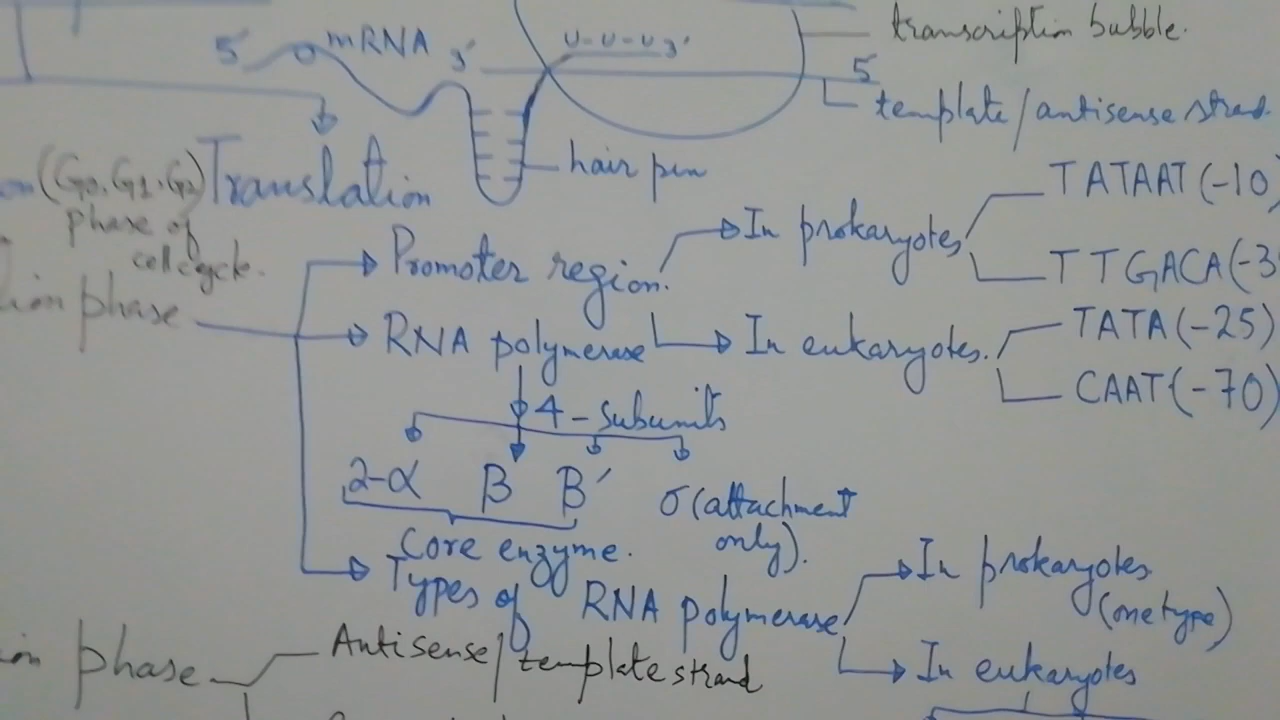 transcription bubble.
5' mRNA 3' U-U-U-U 3' 5'
template/antisense strand.
(G0, G1, G2) Translation
hair pin
phase of
cell cycle.
phase
Promoter region.
In prokaryotes
TATAAT (-10)
TTGACA (-3
RNA polymerase
In eukaryotes.
TATA (-25)
CAAT (-70)
4-subunits
2-α β β' σ (attachment
only).
Core enzyme.
Types of RNA polymerase
In prokaryotes
(one type)
In eukaryotes
phase
Antisense/template strand